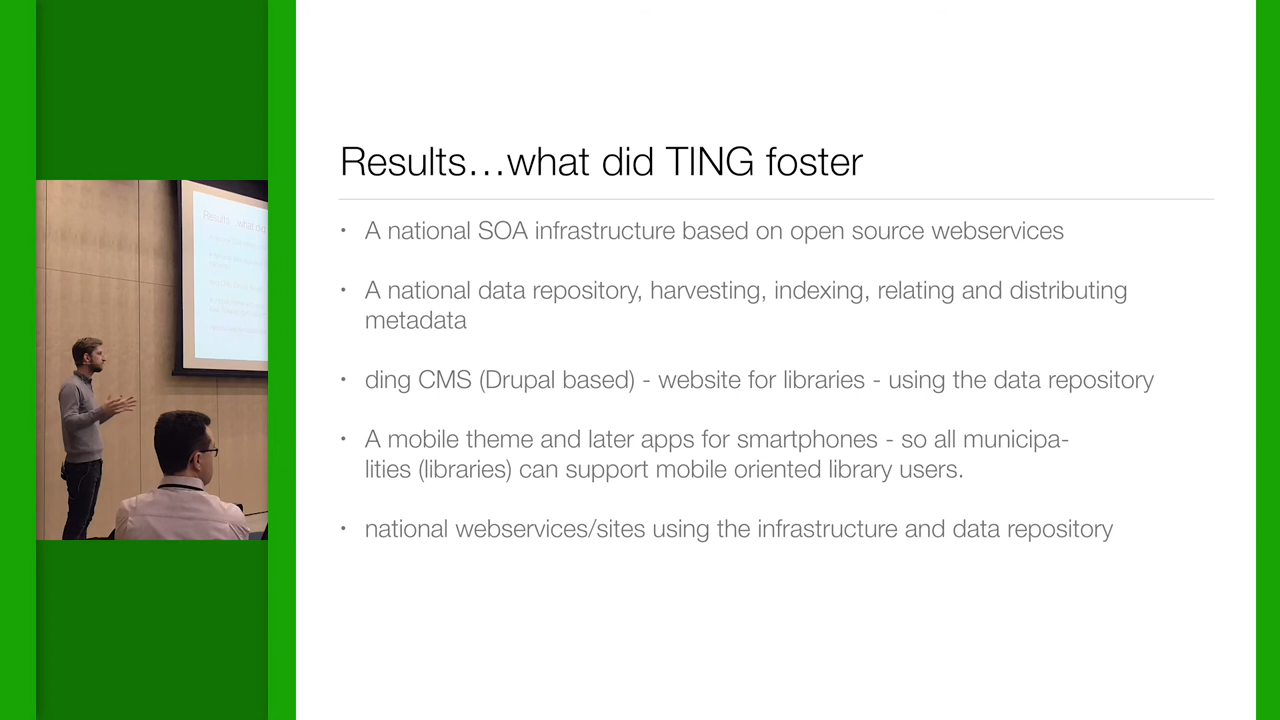 Results…what did TING foster
• A national SOA infrastructure based on open source webservices
• A national data repository, harvesting, indexing, relating and distributing
metadata
• ding CMS (Drupal based) - website for libraries - using the data repository
• A mobile theme and later apps for smartphones - so all municipa-
lities (libraries) can support mobile oriented library users.
• national webservices/sites using the infrastructure and data repository
Results what did